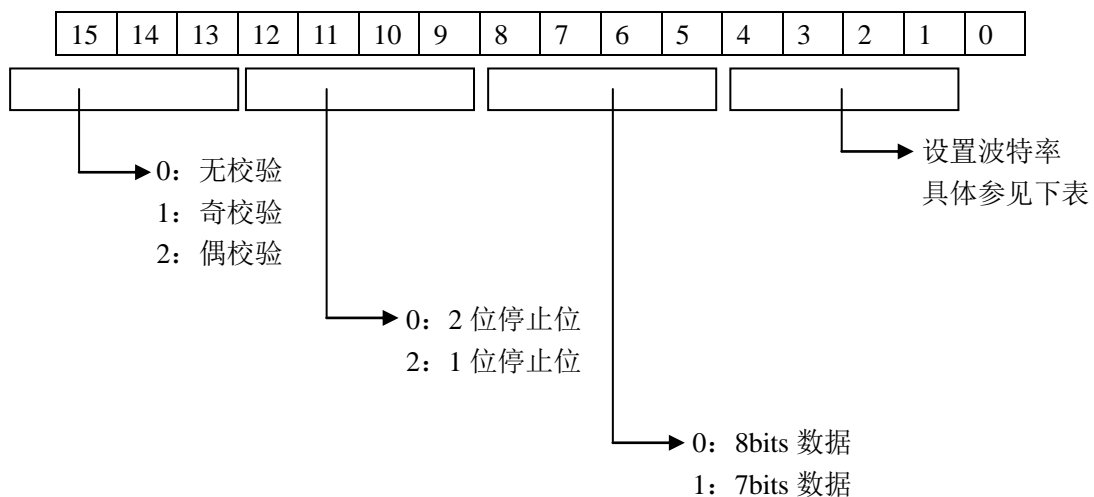 15 14 13 12 11 10 9 8 7 6 5 4 3 2 1 0
设置波特率
具体参见下表
0：无校验
1：奇校验
2：偶校验
0：2 位停止位
2：1 位停止位
0：8bits 数据
1：7bits 数据